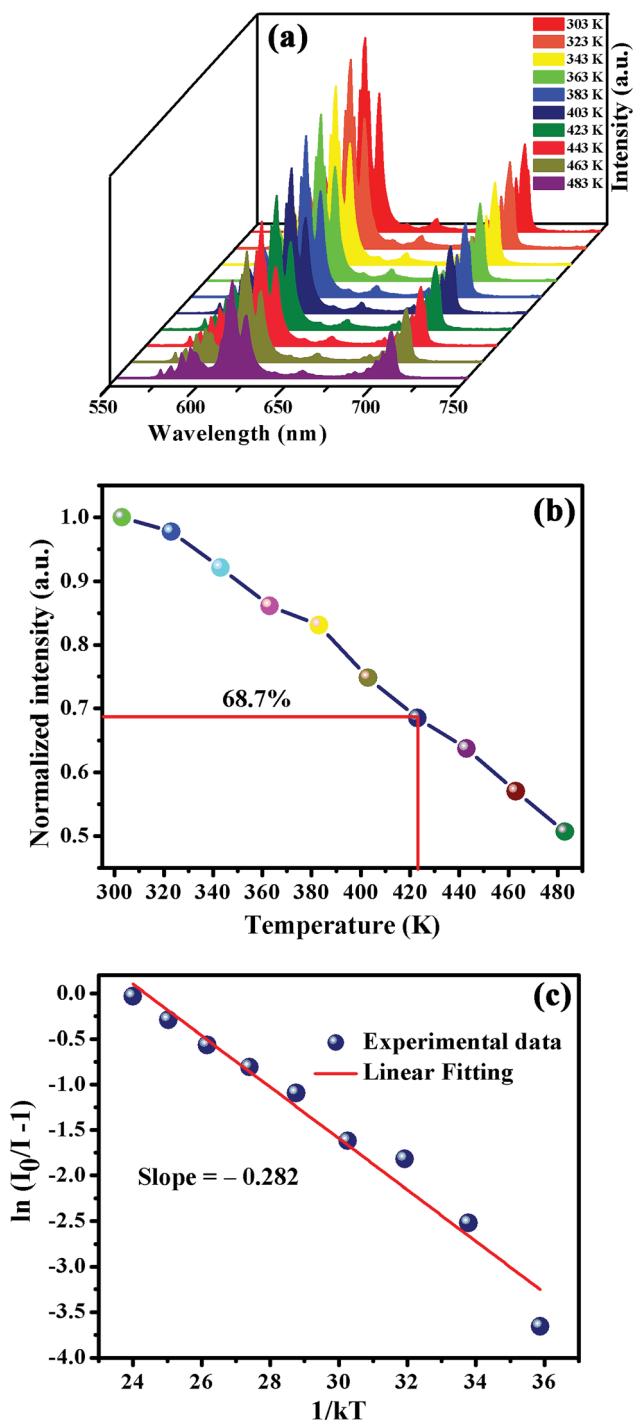 (a)
303 K
323 K
343 K
363 K
383 K
403 K
423 K
443 K
463 K
483 K
Intensity (a.u.)
550 600 650 700 750
Wavelength (nm)
(b)
1.0
0.9
0.8
0.7
0.6
0.5
68.7%
Normalized intensity (a.u.)
300 320 340 360 380 400 420 440 460 480
Temperature (K)
(c)
0.0
-0.5
-1.0
-1.5
-2.0
-2.5
-3.0
-3.5
-4.0
Experimental data
Linear Fitting
Slope = – 0.282
ln (I0/I -1)
24 26 28 30 32 34 36
1/kT